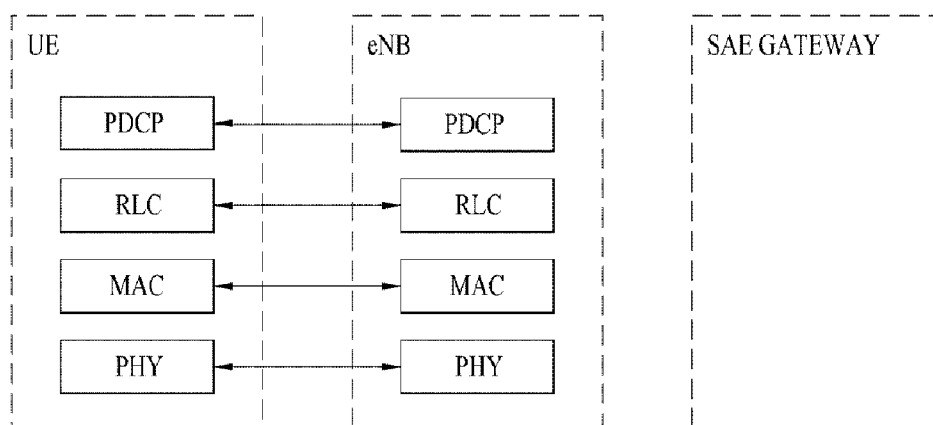 UE eNB SAE GATEWAY
PDCP PDCP
RLC RLC
MAC MAC
PHY PHY